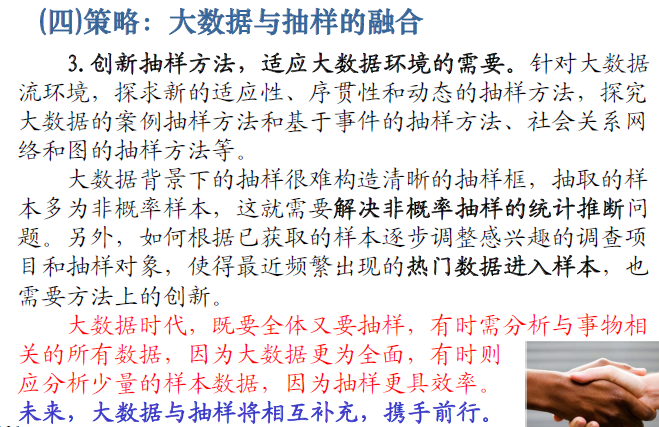 (四)策略：大数据与抽样的融合
3. 创新抽样方法，适应大数据环境的需要。针对大数据
流环境，探求新的适应性、序贯性和动态的抽样方法，探究
大数据的案例抽样方法和基于事件的抽样方法、社会关系网
络和图的抽样方法等。
大数据背景下的抽样很难构造清晰的抽样框，抽取的样
本多为非概率样本，这就需要解决非概率抽样的统计推断问
题。另外，如何根据已获取的样本逐步调整感兴趣的调查项
目和抽样对象，使得最近频繁出现的热门数据进入样本，也
需要方法上的创新。
大数据时代，既要全体又要抽样，有时需分析与事物相
关的所有数据，因为大数据更为全面，有时则
应分析少量的样本数据，因为抽样更具效率。
未来，大数据与抽样将相互补充，携手前行。